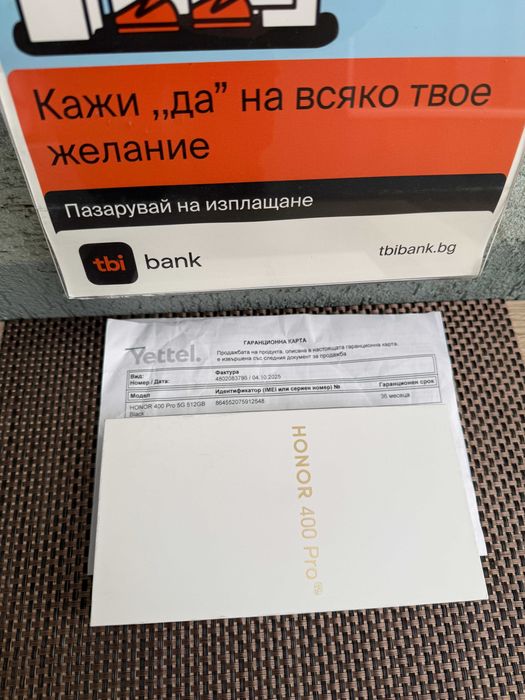 Кажи „да” на всяко твое
желание
Пазарувай на изплащане
tbi bank
tbibank.bg
Yettel.
ГАРАНЦИОННА КАРТА
Продажбата на продукта, описана в настоящата гаранционна карта,
е извършена със следния документ за продажба
Вид: Фактура
Номер / Дата: 4802083795 / 04.10.2025
Модел Идентификатор (IMEI или сериен номер) № Гаранционен срок
HONOR 400 Pro 5G 512GB 864552075912548 36 месеца
Black
HONOR 400 Pro 5G